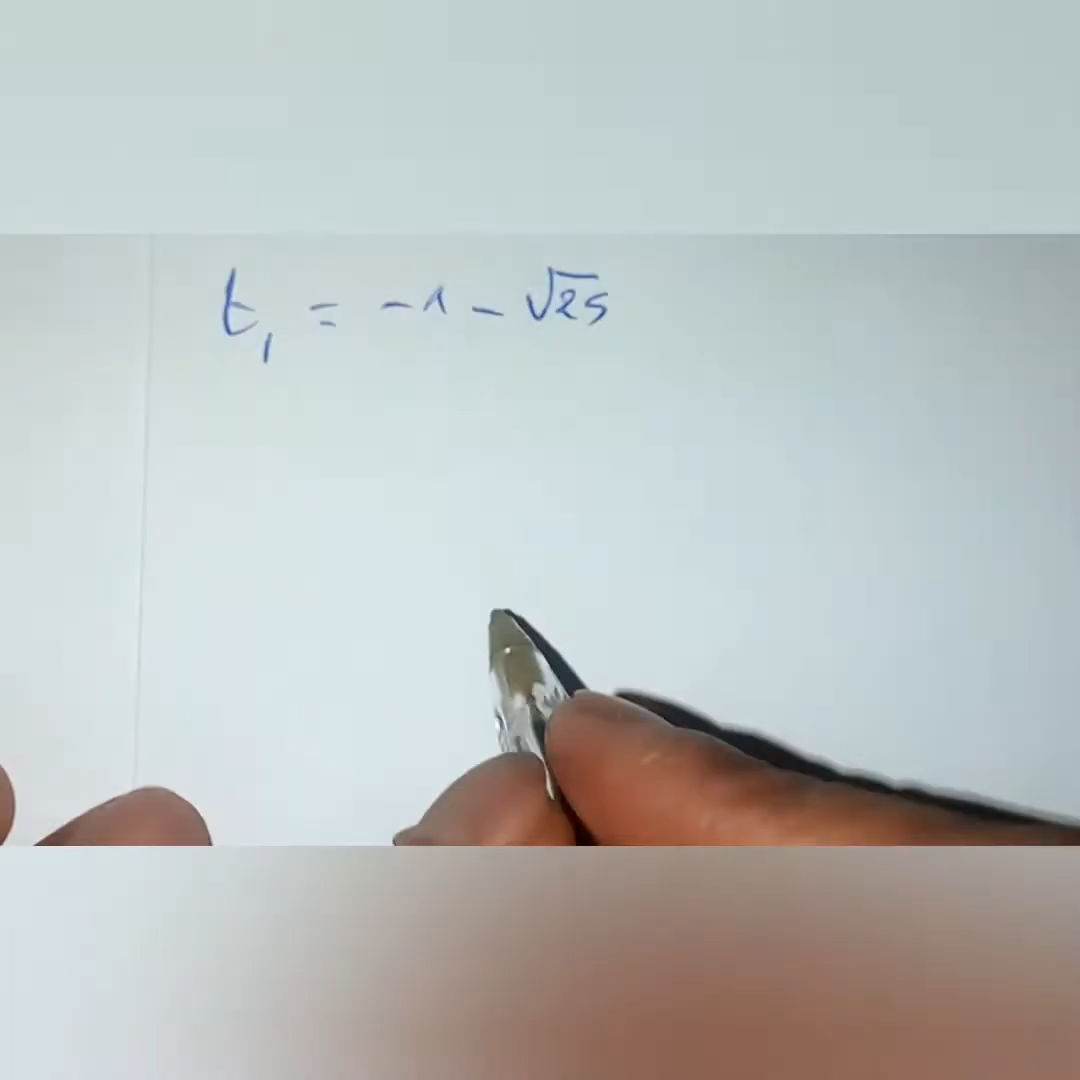 t₁ = -1 - √25